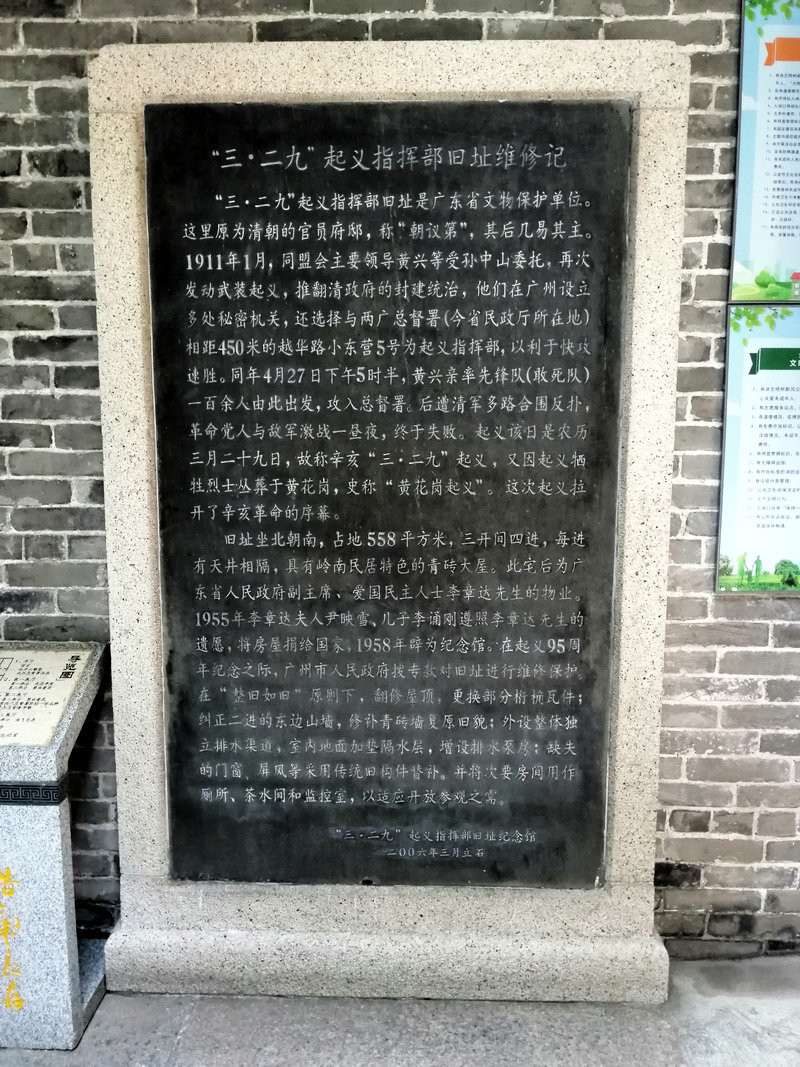 “三·二九”起义指挥部旧址维修记
“三·二九”起义指挥部旧址是广东省文物保护单位。
这里原为清朝的官员府邸，称“朝议第”，其后几易其主。
1911年1月，同盟会主要领导黄兴等受孙中山委托，再次
发动武装起义，推翻清政府的封建统治，他们在广州设立
多处秘密机关，还选择与两广总督署(今省民政厅所在地)
相距450米的越华路小东营5号为起义指挥部，以利于快攻
速胜。同年4月27日下午5时半，黄兴亲率先锋队(敢死队)
一百余人由此出发，攻入总督署。后遭清军多路合围反扑，
革命党人与敌军激战一昼夜，终于失败。起义该日是农历
三月二十九日，故称辛亥“三·二九”起义，又因起义牺
牲烈士丛葬于黄花岗，史称“黄花岗起义”。这次起义拉
开了辛亥革命的序幕。
旧址坐北朝南，占地558平方米，三开间四进，每进
有天井相隔，具有岭南民居特色的青砖大屋。此宅后为广
东省人民政府副主席、爱国民主人士李章达先生的物业。
1955年李章达夫人尹映雪、儿子李诵刚遵照李章达先生的
遗愿，将房屋捐给国家，1958年辟为纪念馆。在起义95周
年纪念之际，广州市人民政府拨专款对旧址进行维修保护。
在“整旧如旧”原则下，翻修屋顶，更换部分桁桷瓦件；
纠正二进的东边山墙，修补青砖墙复原旧貌；外设整体独
立排水渠道，室内地面加垫隔水层，增设排水泵房；缺失
的门窗、屏风等采用传统旧构件替补。并将次要房间用作
厕所、茶水间和监控室，以适应开放参观之需。
“三·二九”起义指挥部旧址纪念馆
二00六年三月立石
导览图